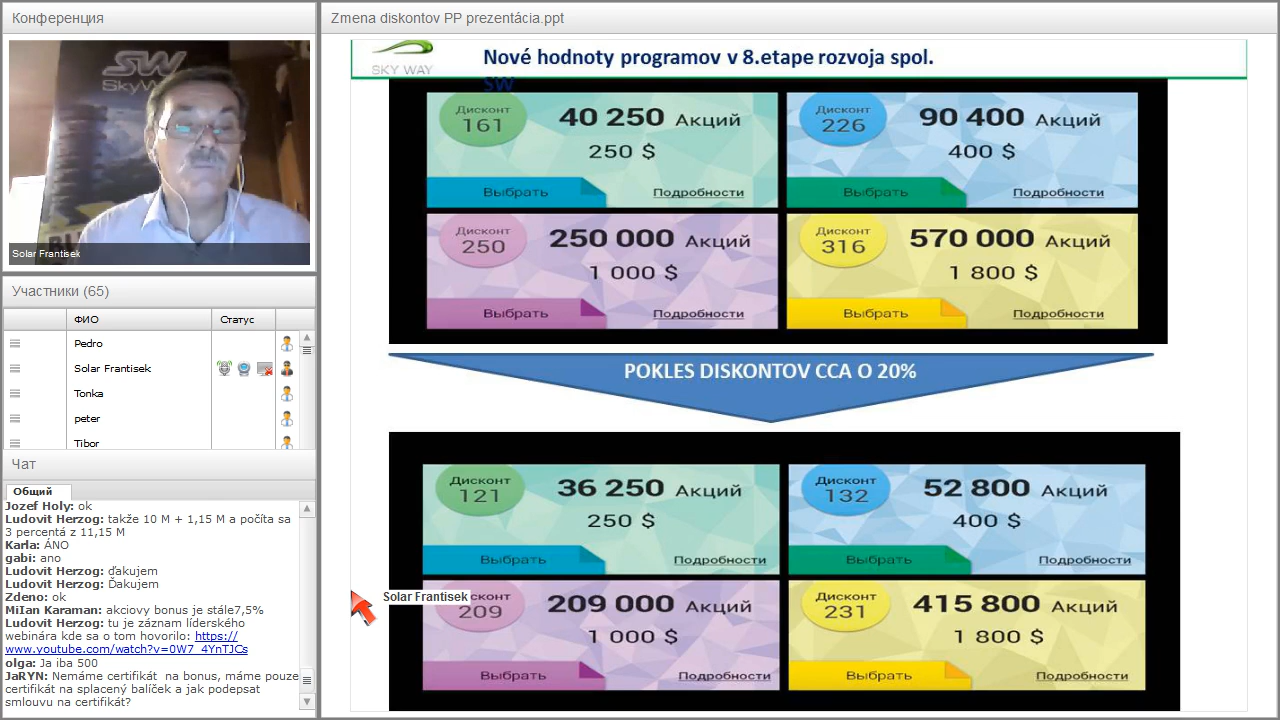 Конференция
SW
SkyWay
Solar Frantisek
Участники (65)
ФИО
Статус
Pedro
Solar Frantisek
Tonka
peter
Tibor
Чат
Общий
Jozef Holy: ok
Ludovit Herzog: takže 10 M + 1,15 M a počíta sa
3 percentá z 11,15 M
Karla: ÁNO
gabi: ano
Ludovit Herzog: ďakujem
Ludovit Herzog: Ďakujem
Zdeno: ok
Milan Karama: akciovy bonus je stále7,5%
Ludovit Herzog: tu je záznam líderského
webinára kde sa o tom hovorilo: https://
www.youtube.com/watch?v=0W7_4YnTJCs
olga: Ja iba 500
JaRYN: Nemáme certifikát na bonus, máme pouze
certifikát na placený balíček a jak podepsat
smlouvu na certifikát?
Zmena diskontov PP prezentácia.ppt
SKY WAY
Nové hodnoty programov v 8.etape rozvoja spol.
SW
Дисконт
161
40 250 Акций
250 $
Выбрать
Подробности
Дисконт
226
90 400 Акций
400 $
Выбрать
Подробности
Дисконт
250
250 000 Акций
1 000 $
Выбрать
Подробности
Дисконт
316
570 000 Акций
1 800 $
Выбрать
Подробности
POKLES DISKONTOV CCA O 20%
Дисконт
121
36 250 Акций
250 $
Выбрать
Подробности
Дисконт
132
52 800 Акций
400 $
Выбрать
Подробности
Solar Frantisek
209
209 000 Акций
1 000 $
Выбрать
Подробности
Дисконт
231
415 800 Акций
1 800 $
Выбрать
Подробности